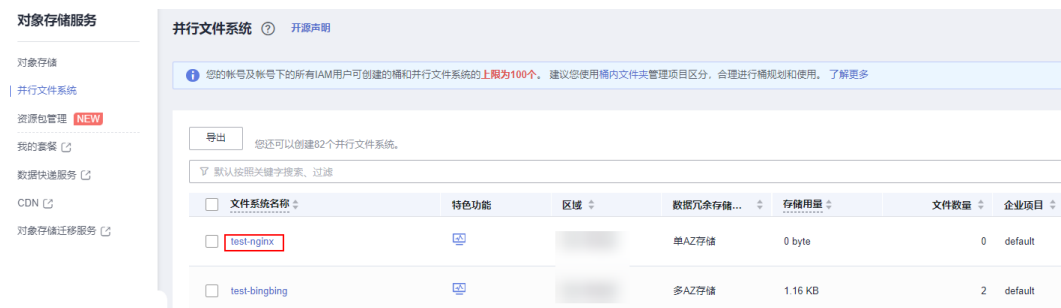 对象存储服务
对象存储
并行文件系统
资源包管理 NEW
我的套餐
数据快递服务
CDN
对象存储迁移服务
并行文件系统 ? 开源声明
您的帐号及帐号下的所有IAM用户可创建的桶和并行文件系统的上限为100个。 建议您使用桶内文件夹管理项目区分，合理进行桶规划和使用。 了解更多
导出 您还可以创建82个并行文件系统。
默认按照关键字搜索、过滤
文件系统名称 特色功能 区域 数据冗余存储... 存储用量 文件数量 企业项目
test-nginx 单AZ存储 0 byte 0 default
test-bingbing 多AZ存储 1.16 KB 2 default